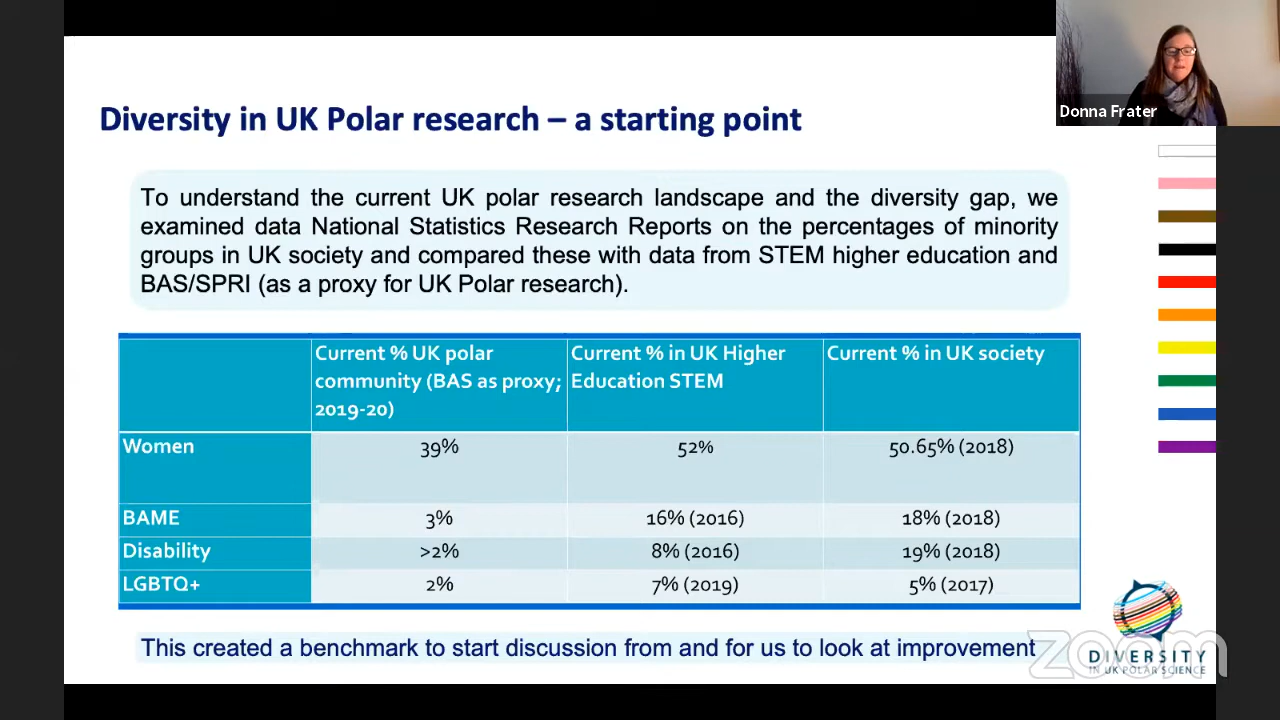 Donna Frater
Diversity in UK Polar research – a starting point
To understand the current UK polar research landscape and the diversity gap, we
examined data National Statistics Research Reports on the percentages of minority
groups in UK society and compared these with data from STEM higher education and
BAS/SPRI (as a proxy for UK Polar research).
Current % UK polar community (BAS as proxy; 2019-20)
Current % in UK Higher Education STEM
Current % in UK society
Women 39% 52% 50.65% (2018)
BAME 3% 16% (2016) 18% (2018)
Disability >2% 8% (2016) 19% (2018)
LGBTQ+ 2% 7% (2019) 5% (2017)
This created a benchmark to start discussion from and for us to look at improvement
zoom
DIVERSITY
IN UK POLAR SCIENCE